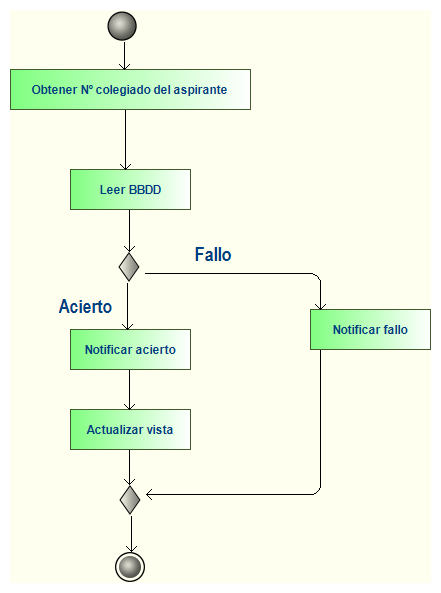 Obtener Nº colegiado del aspirante
Leer BBDD
Fallo
Acierto
Notificar fallo
Notificar acierto
Actualizar vista